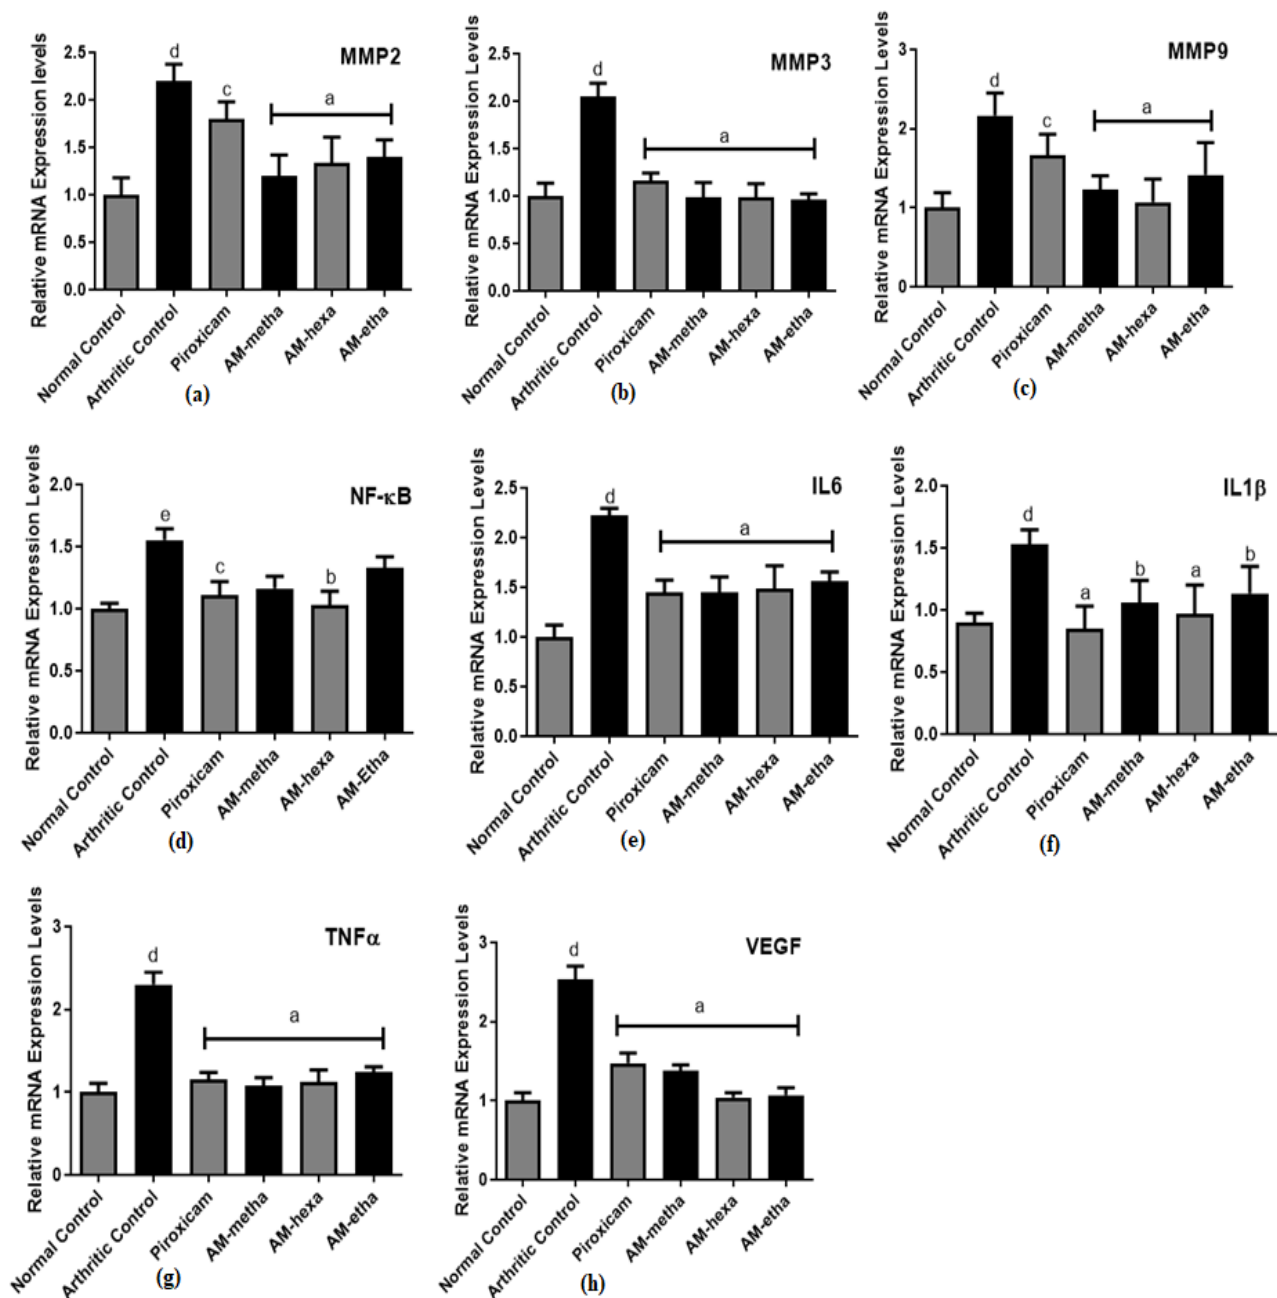 MMP2
Relative mRNA Expression levels
2.5
2.0
1.5
1.0
0.5
0.0
d
c
a
Normal Control
Arthritic Control
Piroxicam
AM-metha
AM-hexa
AM-etha
(a)
MMP3
Relative mRNA Expression Levels
2.5
2.0
1.5
1.0
0.5
0.0
d
a
Normal Control
Arthritic Control
Piroxicam
AM-metha
AM-hexa
AM-etha
(b)
MMP9
Relative mRNA Expression Levels
3
2
1
0
d
c
a
Normal Control
Arthritic Control
Piroxicam
AM-metha
AM-hexa
AM-etha
(c)
NF-κB
Relative mRNA Expression Levels
2.0
1.5
1.0
0.5
0.0
e
c
b
Normal Control
Arthritic Control
Piroxicam
AM-metha
AM-hexa
AM-Etha
(d)
IL6
Relative mRNA Expression Levels
2.5
2.0
1.5
1.0
0.5
0.0
d
a
Normal Control
Arthritic Control
Piroxicam
AM-metha
AM-hexa
AM-etha
(e)
IL1β
Relative mRNA Expression Levels
2.0
1.5
1.0
0.5
0.0
d
a
b
a
b
Normal Control
Arthritic Control
Piroxicam
AM-metha
AM-hexa
AM-etha
(f)
TNFα
Relative mRNA Expression Levels
3
2
1
0
d
a
Normal Control
Arthritic Control
Piroxicam
AM-metha
AM-hexa
AM-etha
(g)
VEGF
Relative mRNA Expression Levels
3
2
1
0
d
a
Normal Control
Arthritic Control
Piroxicam
AM-metha
AM-hexa
AM-etha
(h)